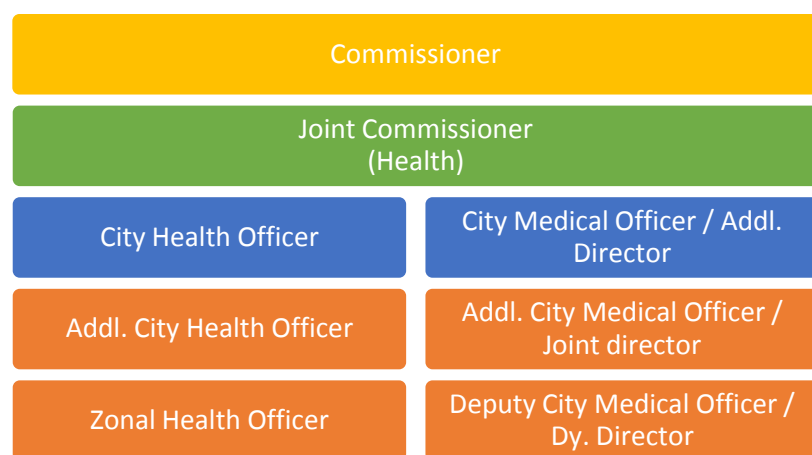 Commissioner
Joint Commissioner
(Health)
City Health Officer
City Medical Officer / Addl.
Director
Addl. City Health Officer
Addl. City Medical Officer /
Joint director
Zonal Health Officer
Deputy City Medical Officer /
Dy. Director